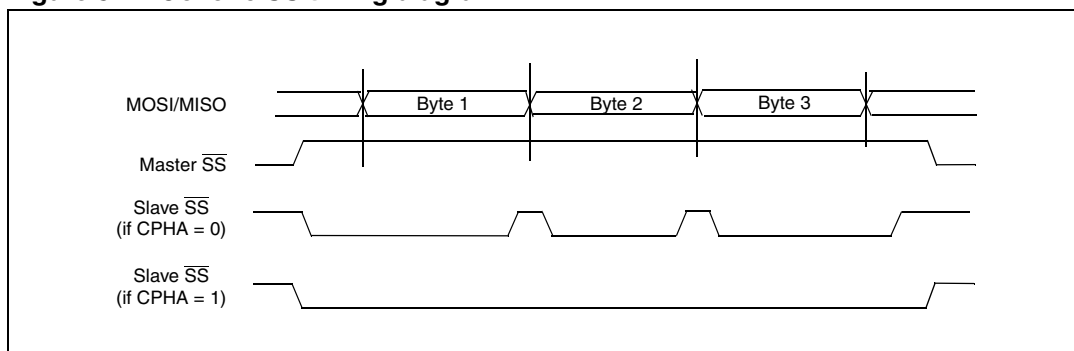 MOSI/MISO
Byte 1
Byte 2
Byte 3
Master SS
Slave SS
(if CPHA = 0)
Slave SS
(if CPHA = 1)